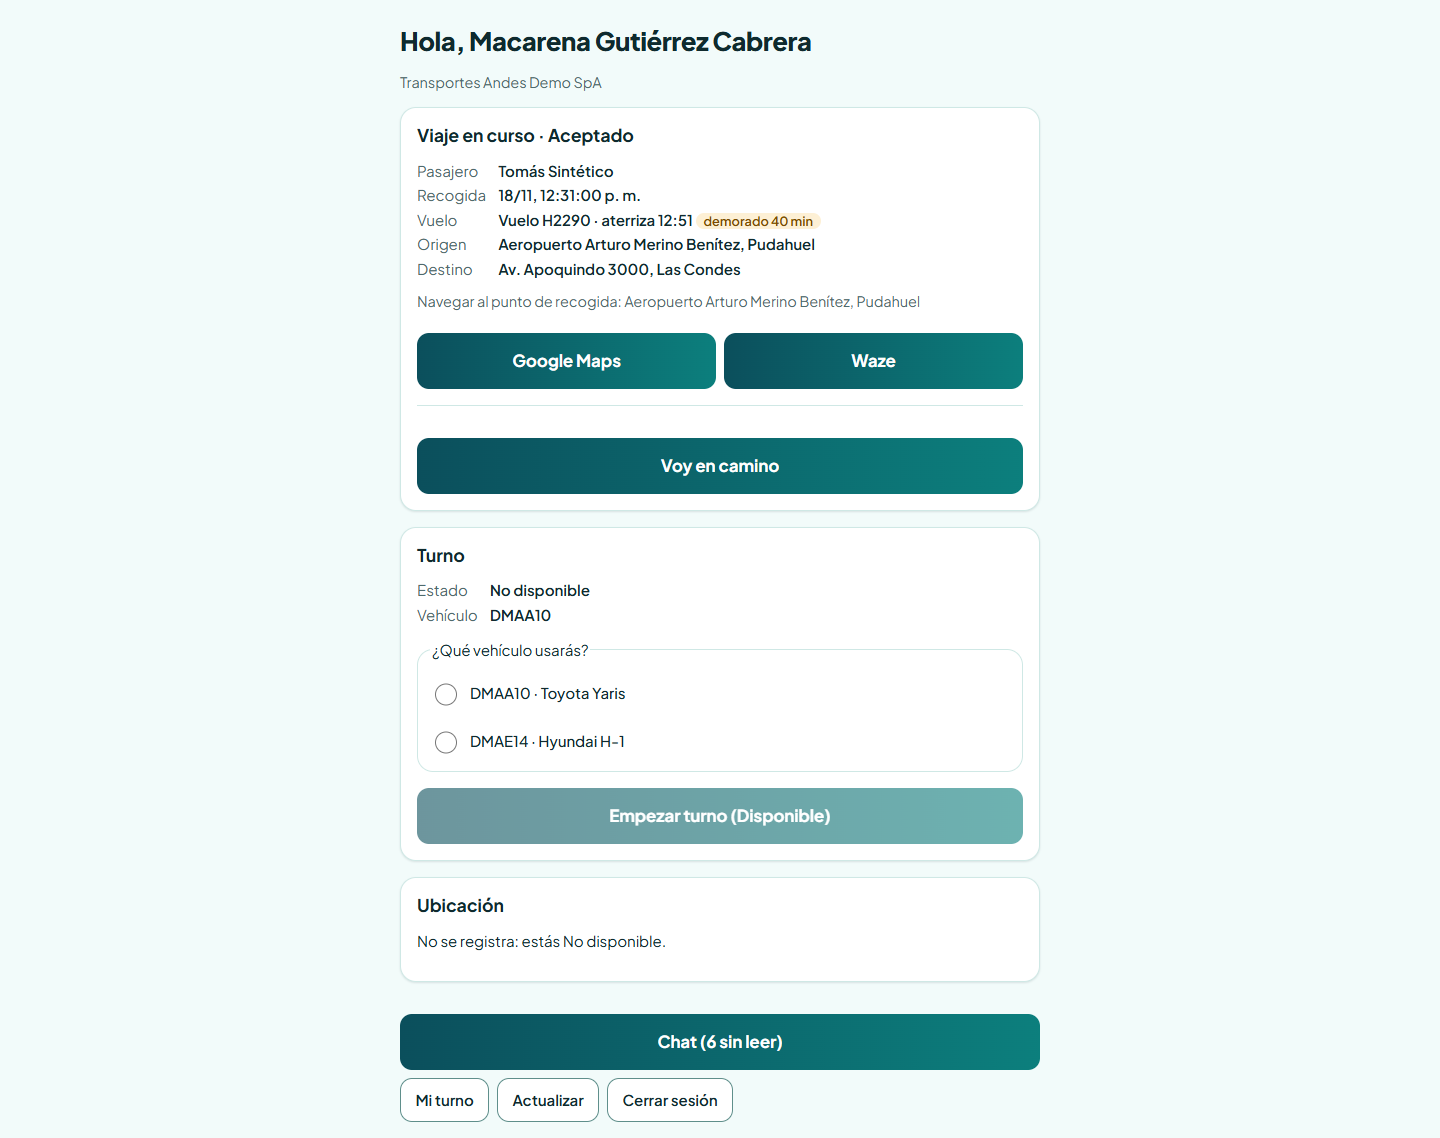 Hola, Macarena Gutiérrez Cabrera
Transportes Andes Demo SpA
Viaje en curso · Aceptado
Pasajero Tomás Sintético
Recogida 18/11, 12:31:00 p. m.
Vuelo Vuelo H2290 · aterriza 12:51 demorado 40 min
Origen Aeropuerto Arturo Merino Benítez, Pudahuel
Destino Av. Apoquindo 3000, Las Condes
Navegar al punto de recogida: Aeropuerto Arturo Merino Benítez, Pudahuel
Google Maps Waze
Voy en camino
Turno
Estado No disponible
Vehículo DMAA10
¿Qué vehículo usarás?
DMAA10 · Toyota Yaris
DMAE14 · Hyundai H-1
Empezar turno (Disponible)
Ubicación
No se registra: estás No disponible.
Chat (6 sin leer)
Mi turno Actualizar Cerrar sesión